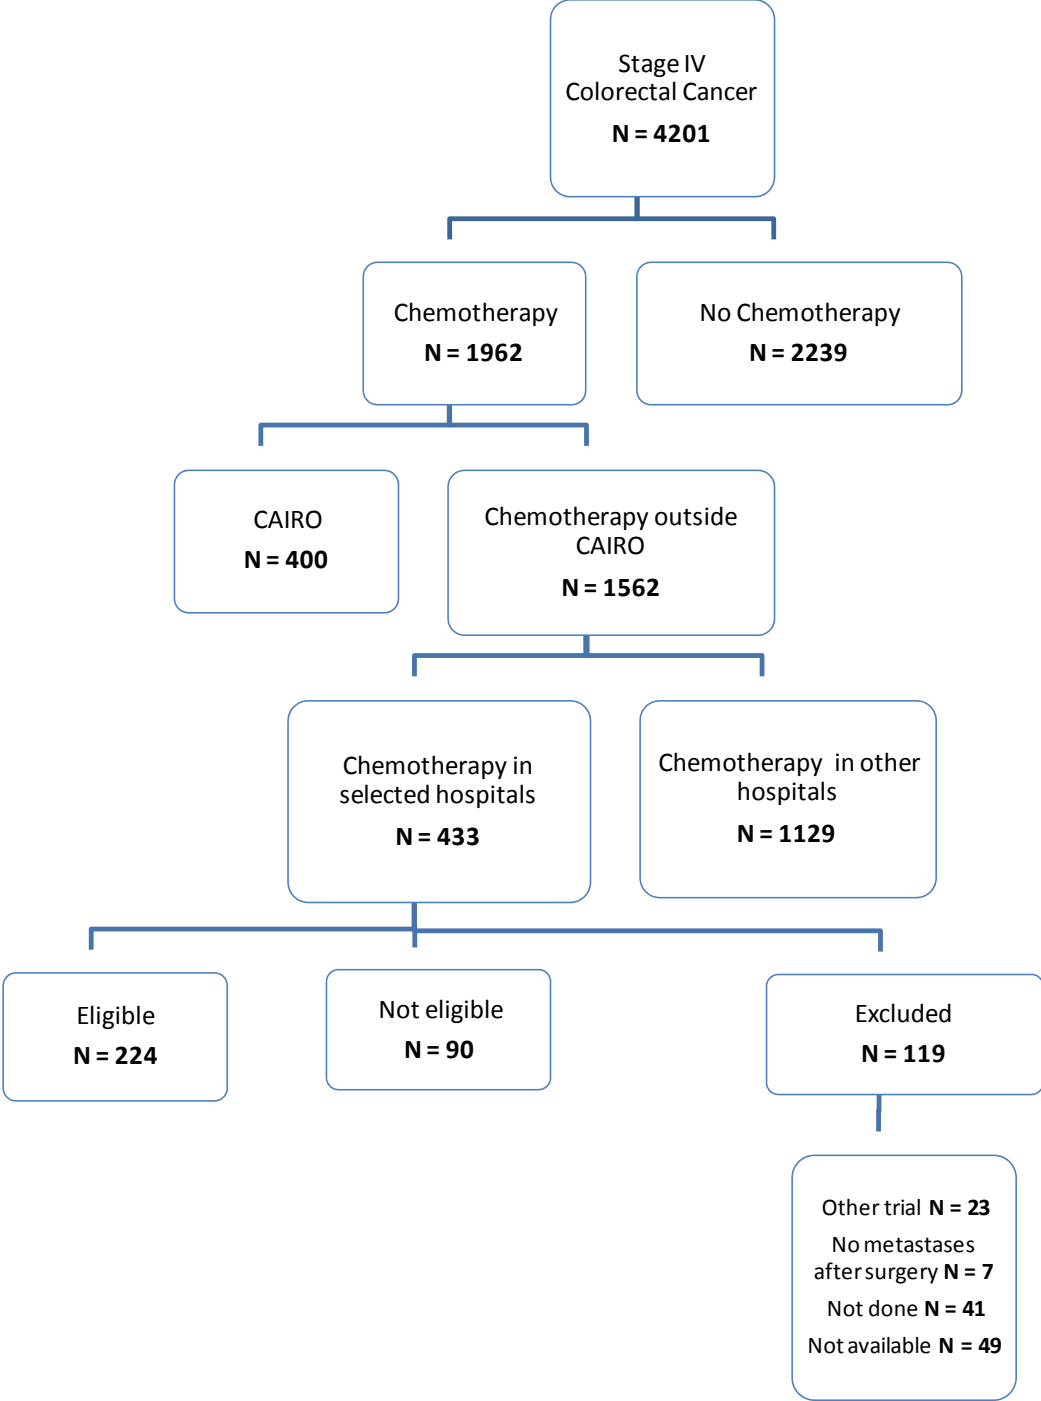 Stage IV
Colorectal Cancer
N = 4201
Chemotherapy
N = 1962
No Chemotherapy
N = 2239
CAIRO
N = 400
Chemotherapy outside
CAIRO
N = 1562
Chemotherapy in
selected hospitals
N = 433
Chemotherapy in other
hospitals
N = 1129
Eligible
N = 224
Not eligible
N = 90
Excluded
N = 119
Other trial N = 23
No metastases
after surgery N = 7
Not done N = 41
Not available N = 49